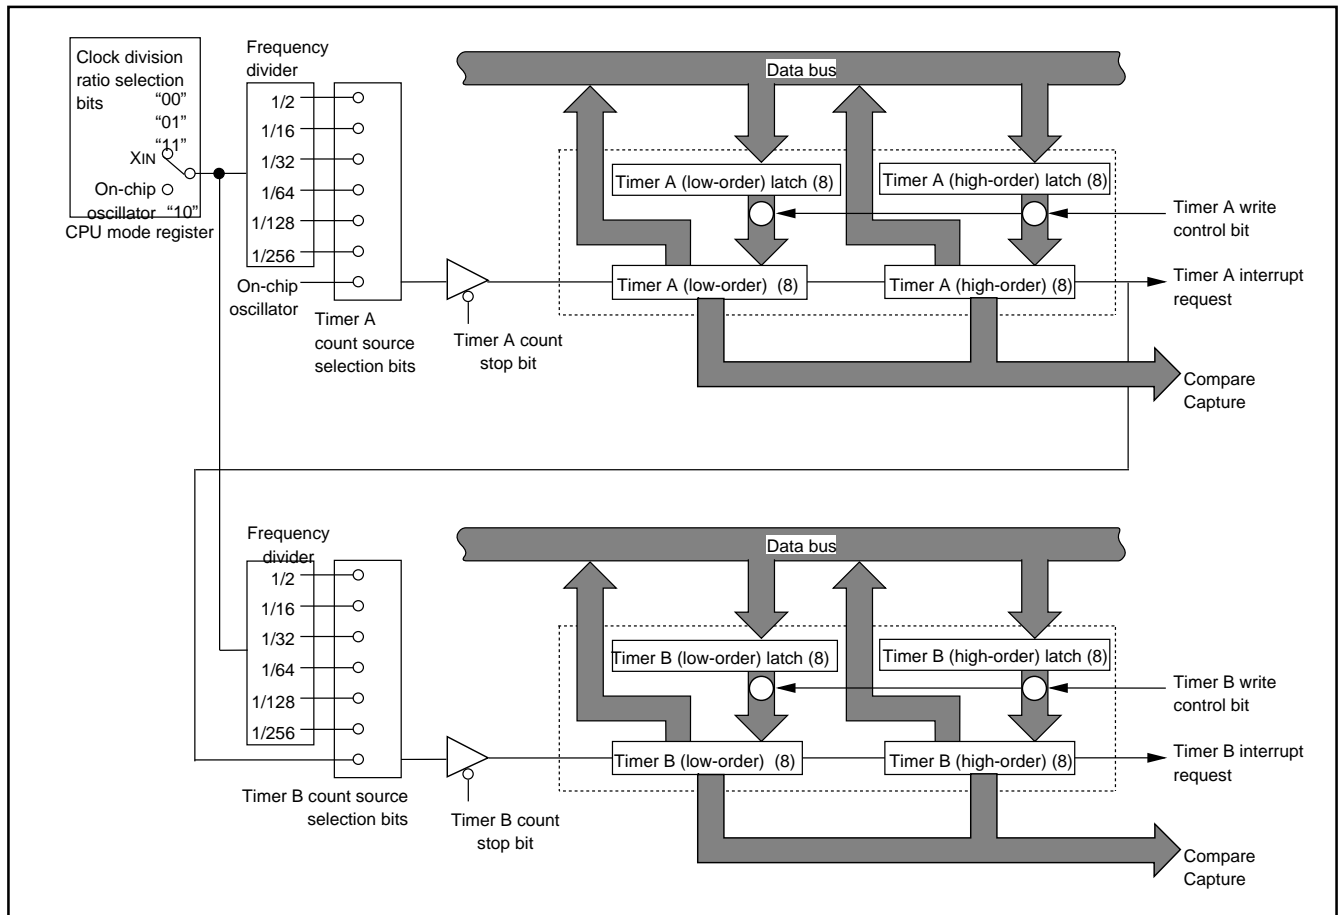 Clock division
ratio selection
bits
“00”
“01”
“11”
XIN
On-chip
oscillator “10”
CPU mode register
Frequency
divider
1/2
1/16
1/32
1/64
1/128
1/256
On-chip
oscillator
Timer A
count source
selection bits
Timer A count
stop bit
Data bus
Timer A (low-order) latch (8)
Timer A (high-order) latch (8)
Timer A write
control bit
Timer A (low-order) (8)
Timer A (high-order) (8)
Timer A interrupt
request
Compare
Capture
Frequency
divider
1/2
1/16
1/32
1/64
1/128
1/256
Timer B count source
selection bits
Timer B count
stop bit
Data bus
Timer B (low-order) latch (8)
Timer B (high-order) latch (8)
Timer B write
control bit
Timer B (low-order) (8)
Timer B (high-order) (8)
Timer B interrupt
request
Compare
Capture